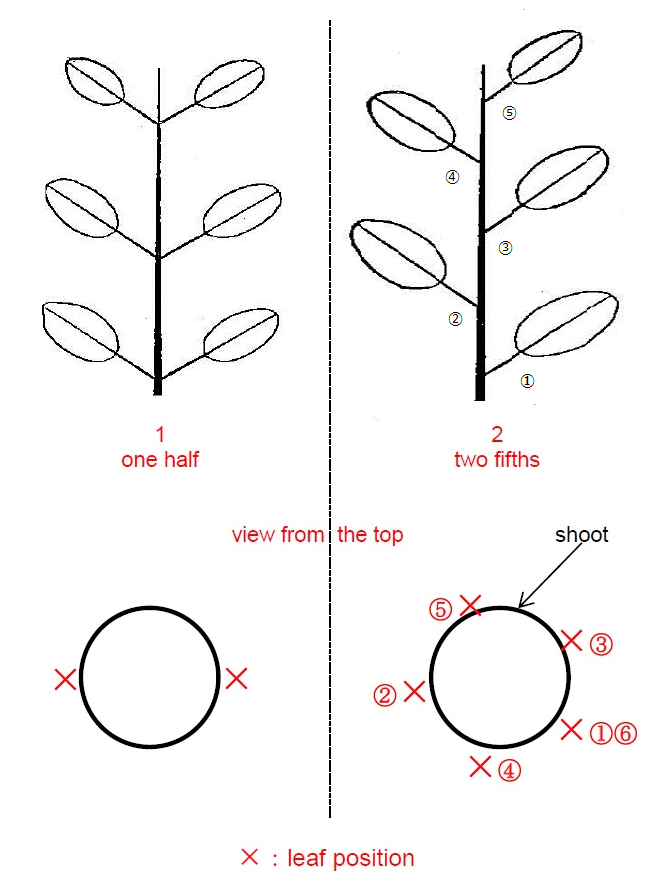 ⑤
④
③
②
①
1
one half
2
two fifths
view from the top
shoot
⑤
③
②
①⑥
④
× : leaf position